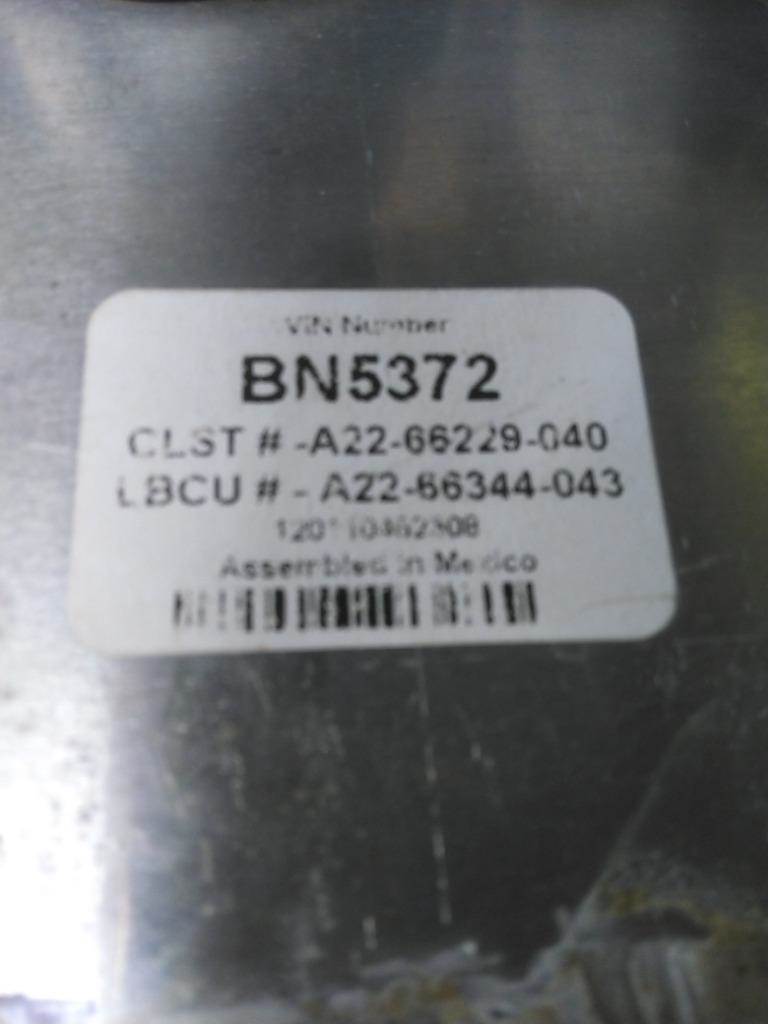 VIN Number
BN5372
CLST # -A22-66229-040
LBCU # - A22-66344-043
Assembled in Mexico